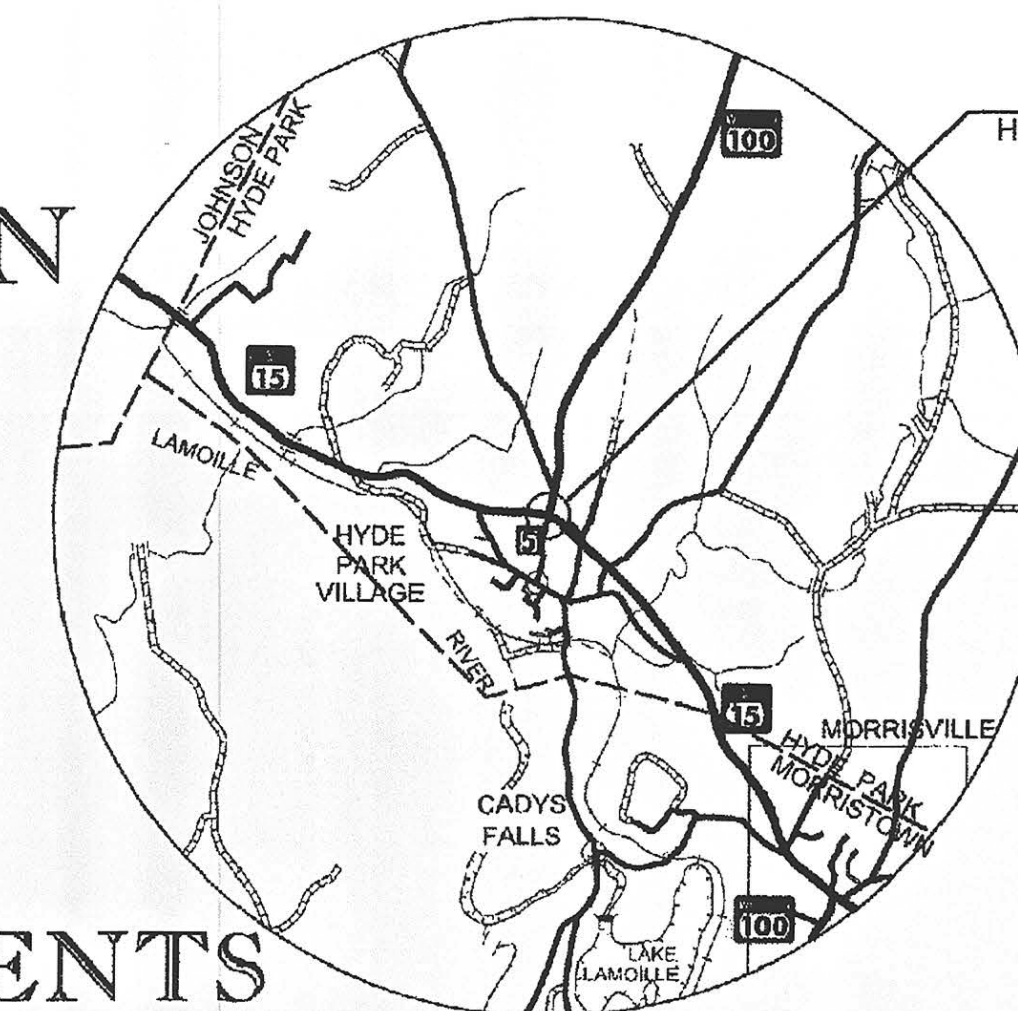 N
JOHNSON
HYDE PARK
100
H
15
LAMOILLE
HYDE
PARK
VILLAGE
5
RIVER
15
MORRISVILLE
HYDE PARK
MORRISTOWN
CADYS
FALLS
100
LAKE
LAMOILLE
ENTS